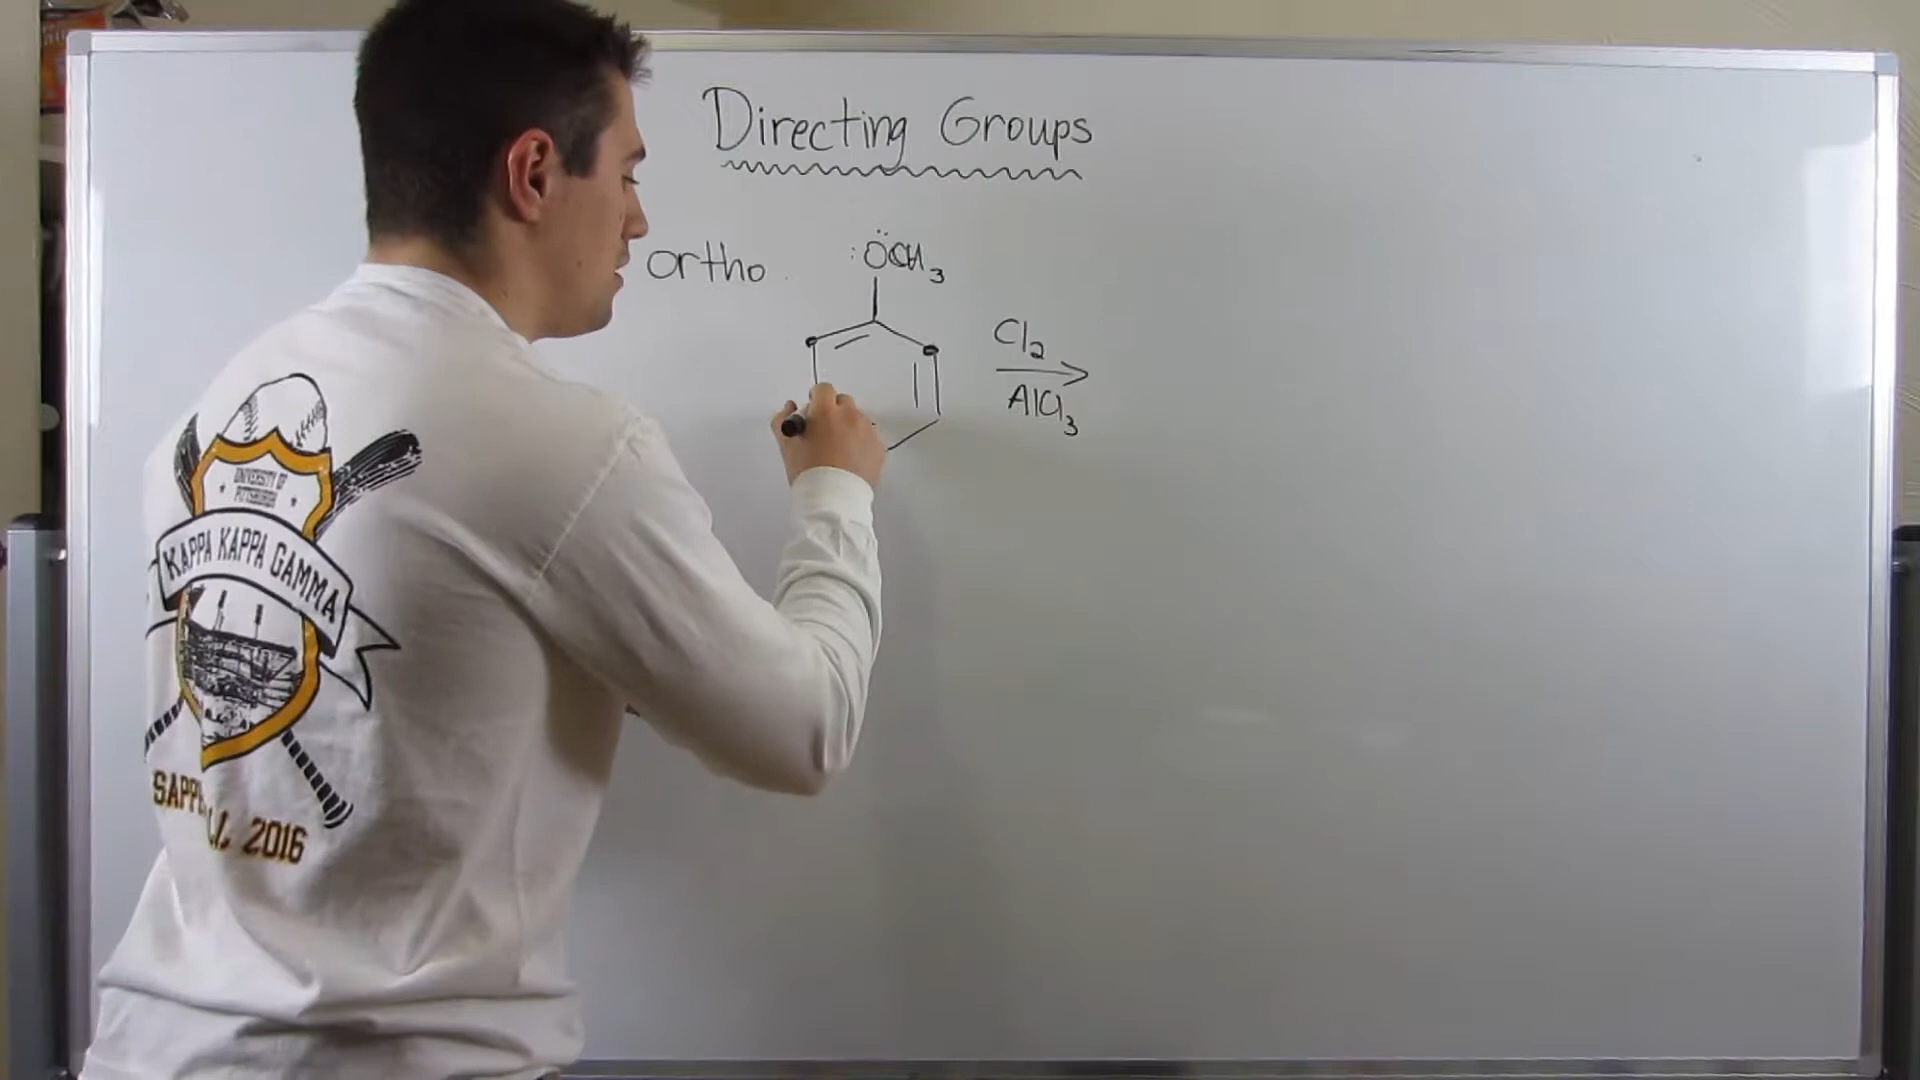 Directing Groups
ortho
:ÖCH3
Cl2
AlCl3
UNIVERSITY OF
PITTSBURGH
KAPPA KAPPA GAMMA
2016